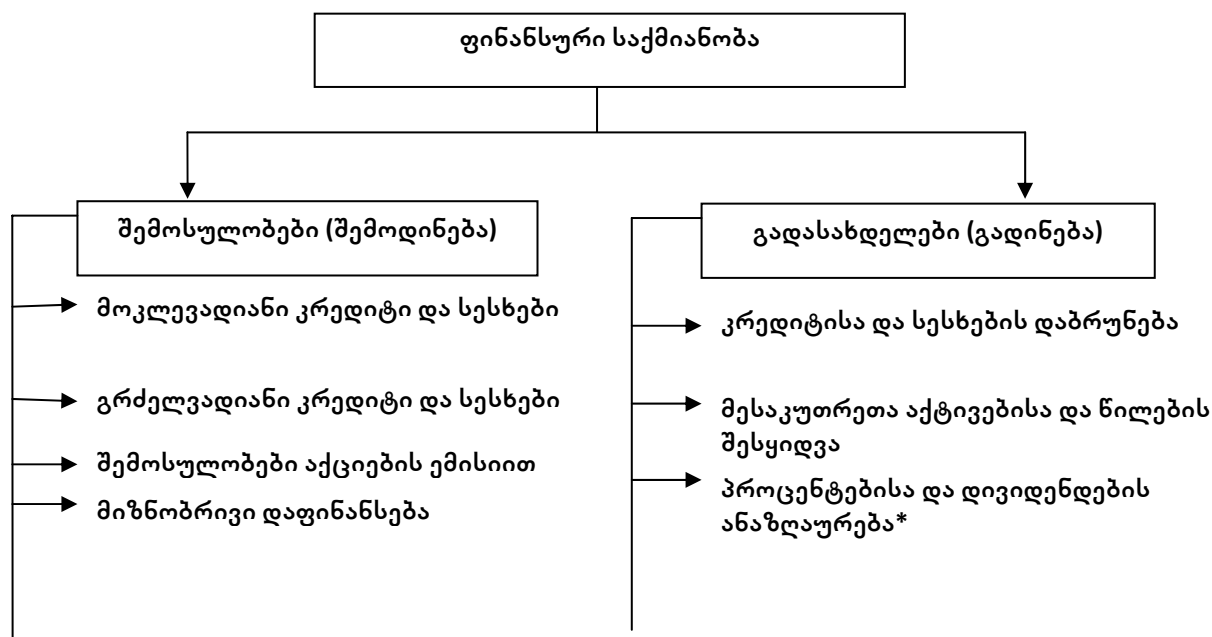 ფინანსური საქმიანობა
შემოსულობები (შემოდინება)
მოკლევადიანი კრედიტი და სესხები
გრძელვადიანი კრედიტი და სესხები
შემოსულობები აქციების ემისიით
მიზნობრივი დაფინანსება
გადასახდელები (გადინება)
კრედიტისა და სესხების დაბრუნება
მესაკუთრეთა აქტივებისა და წილების
შესყიდვა
პროცენტებისა და დივიდენდების
ანაზღაურება*